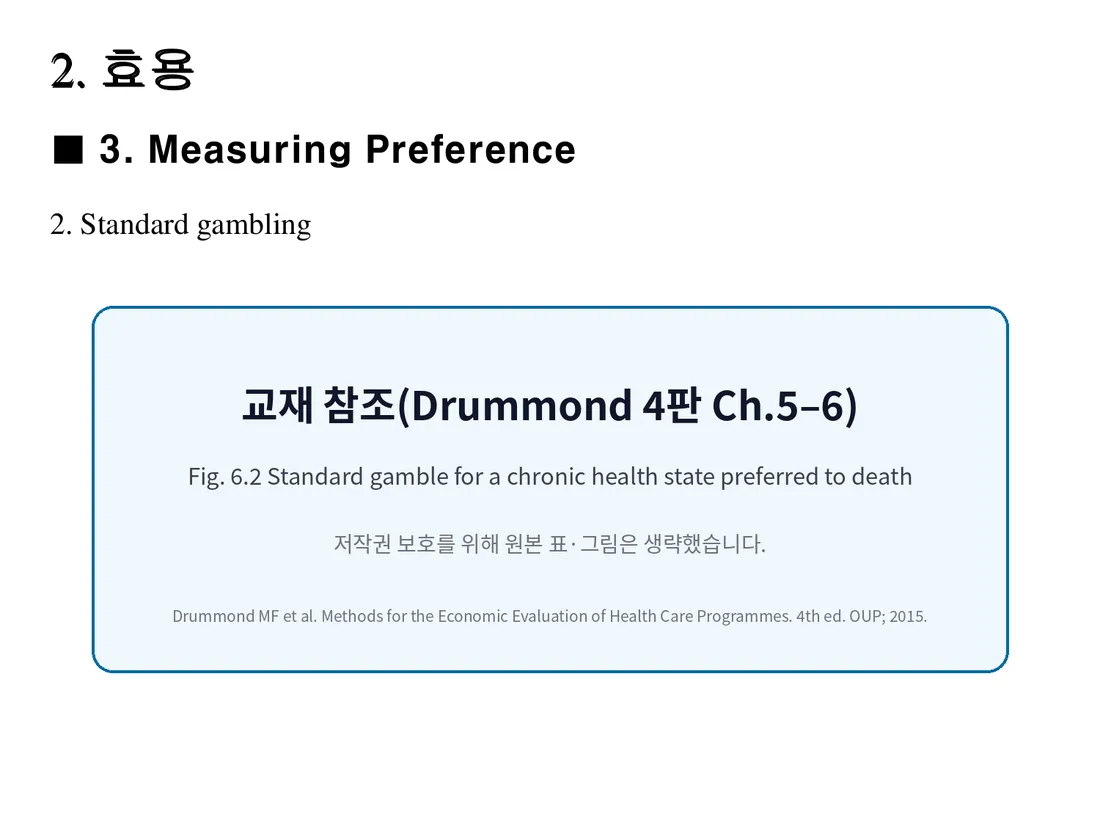 2. 효용
■ 3. Measuring Preference
2. Standard gambling
교재 참조(Drummond 4판 Ch.5–6)
Fig. 6.2 Standard gamble for a chronic health state preferred to death
저작권 보호를 위해 원본 표·그림은 생략했습니다.
Drummond MF et al. Methods for the Economic Evaluation of Health Care Programmes. 4th ed. OUP; 2015.